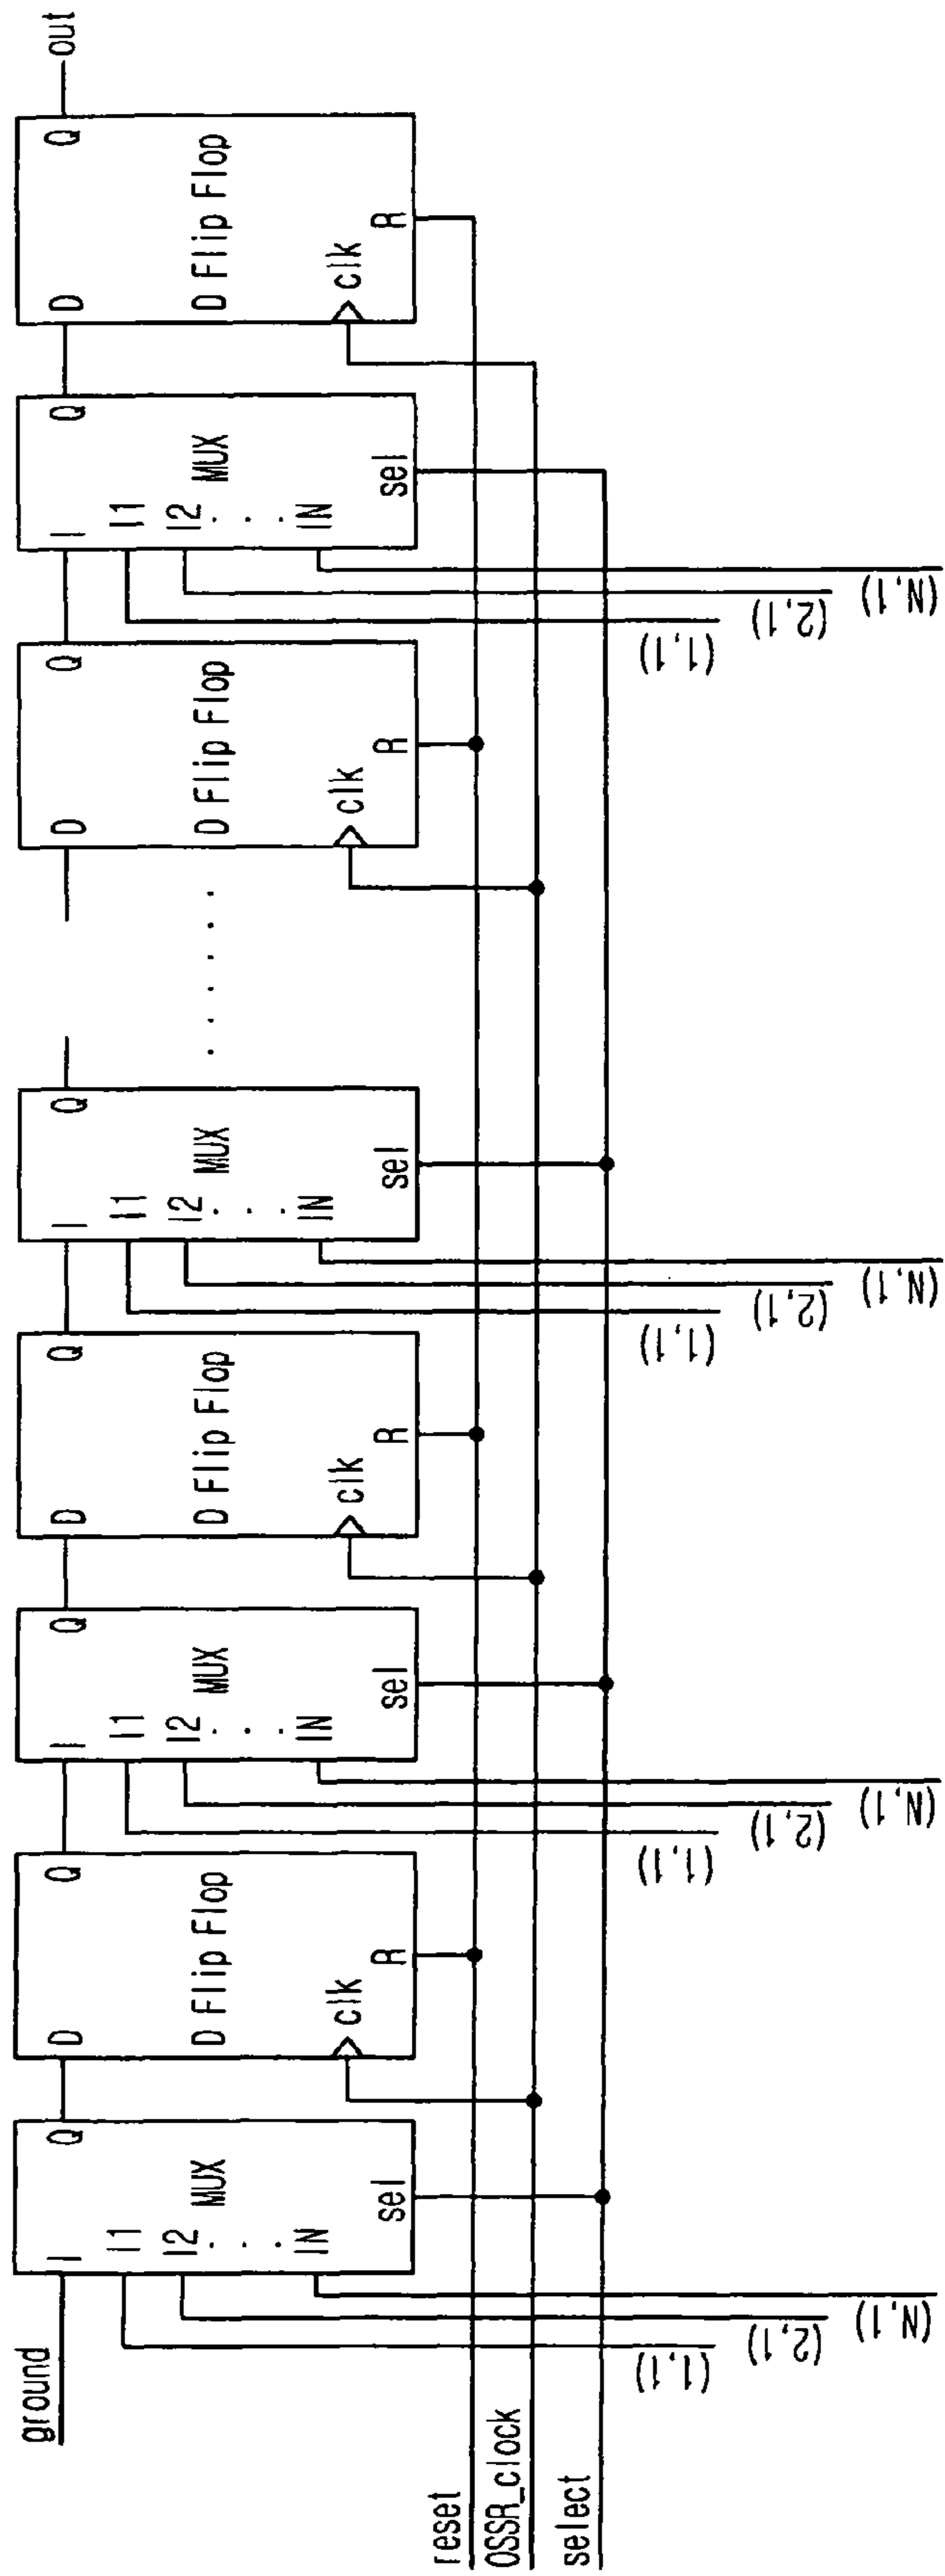 ground
I
I1
I2 . . . MUX
IN
sel
Q
(1,1)
(2,1)
(N,1)
D
Q
D Flip Flop
clk
R
I
I1
I2 . . . MUX
IN
sel
Q
(1,1)
(2,1)
(N,1)
D
Q
D Flip Flop
clk
R
I
I1
I2 . . . MUX
IN
sel
Q
(1,1)
(2,1)
(N,1)
. . . . . .
D
Q
D Flip Flop
clk
R
I
I1
I2 . . . MUX
IN
sel
Q
(1,1)
(2,1)
(N,1)
D
Q
D Flip Flop
clk
R
out
reset
OSSR_clock
select